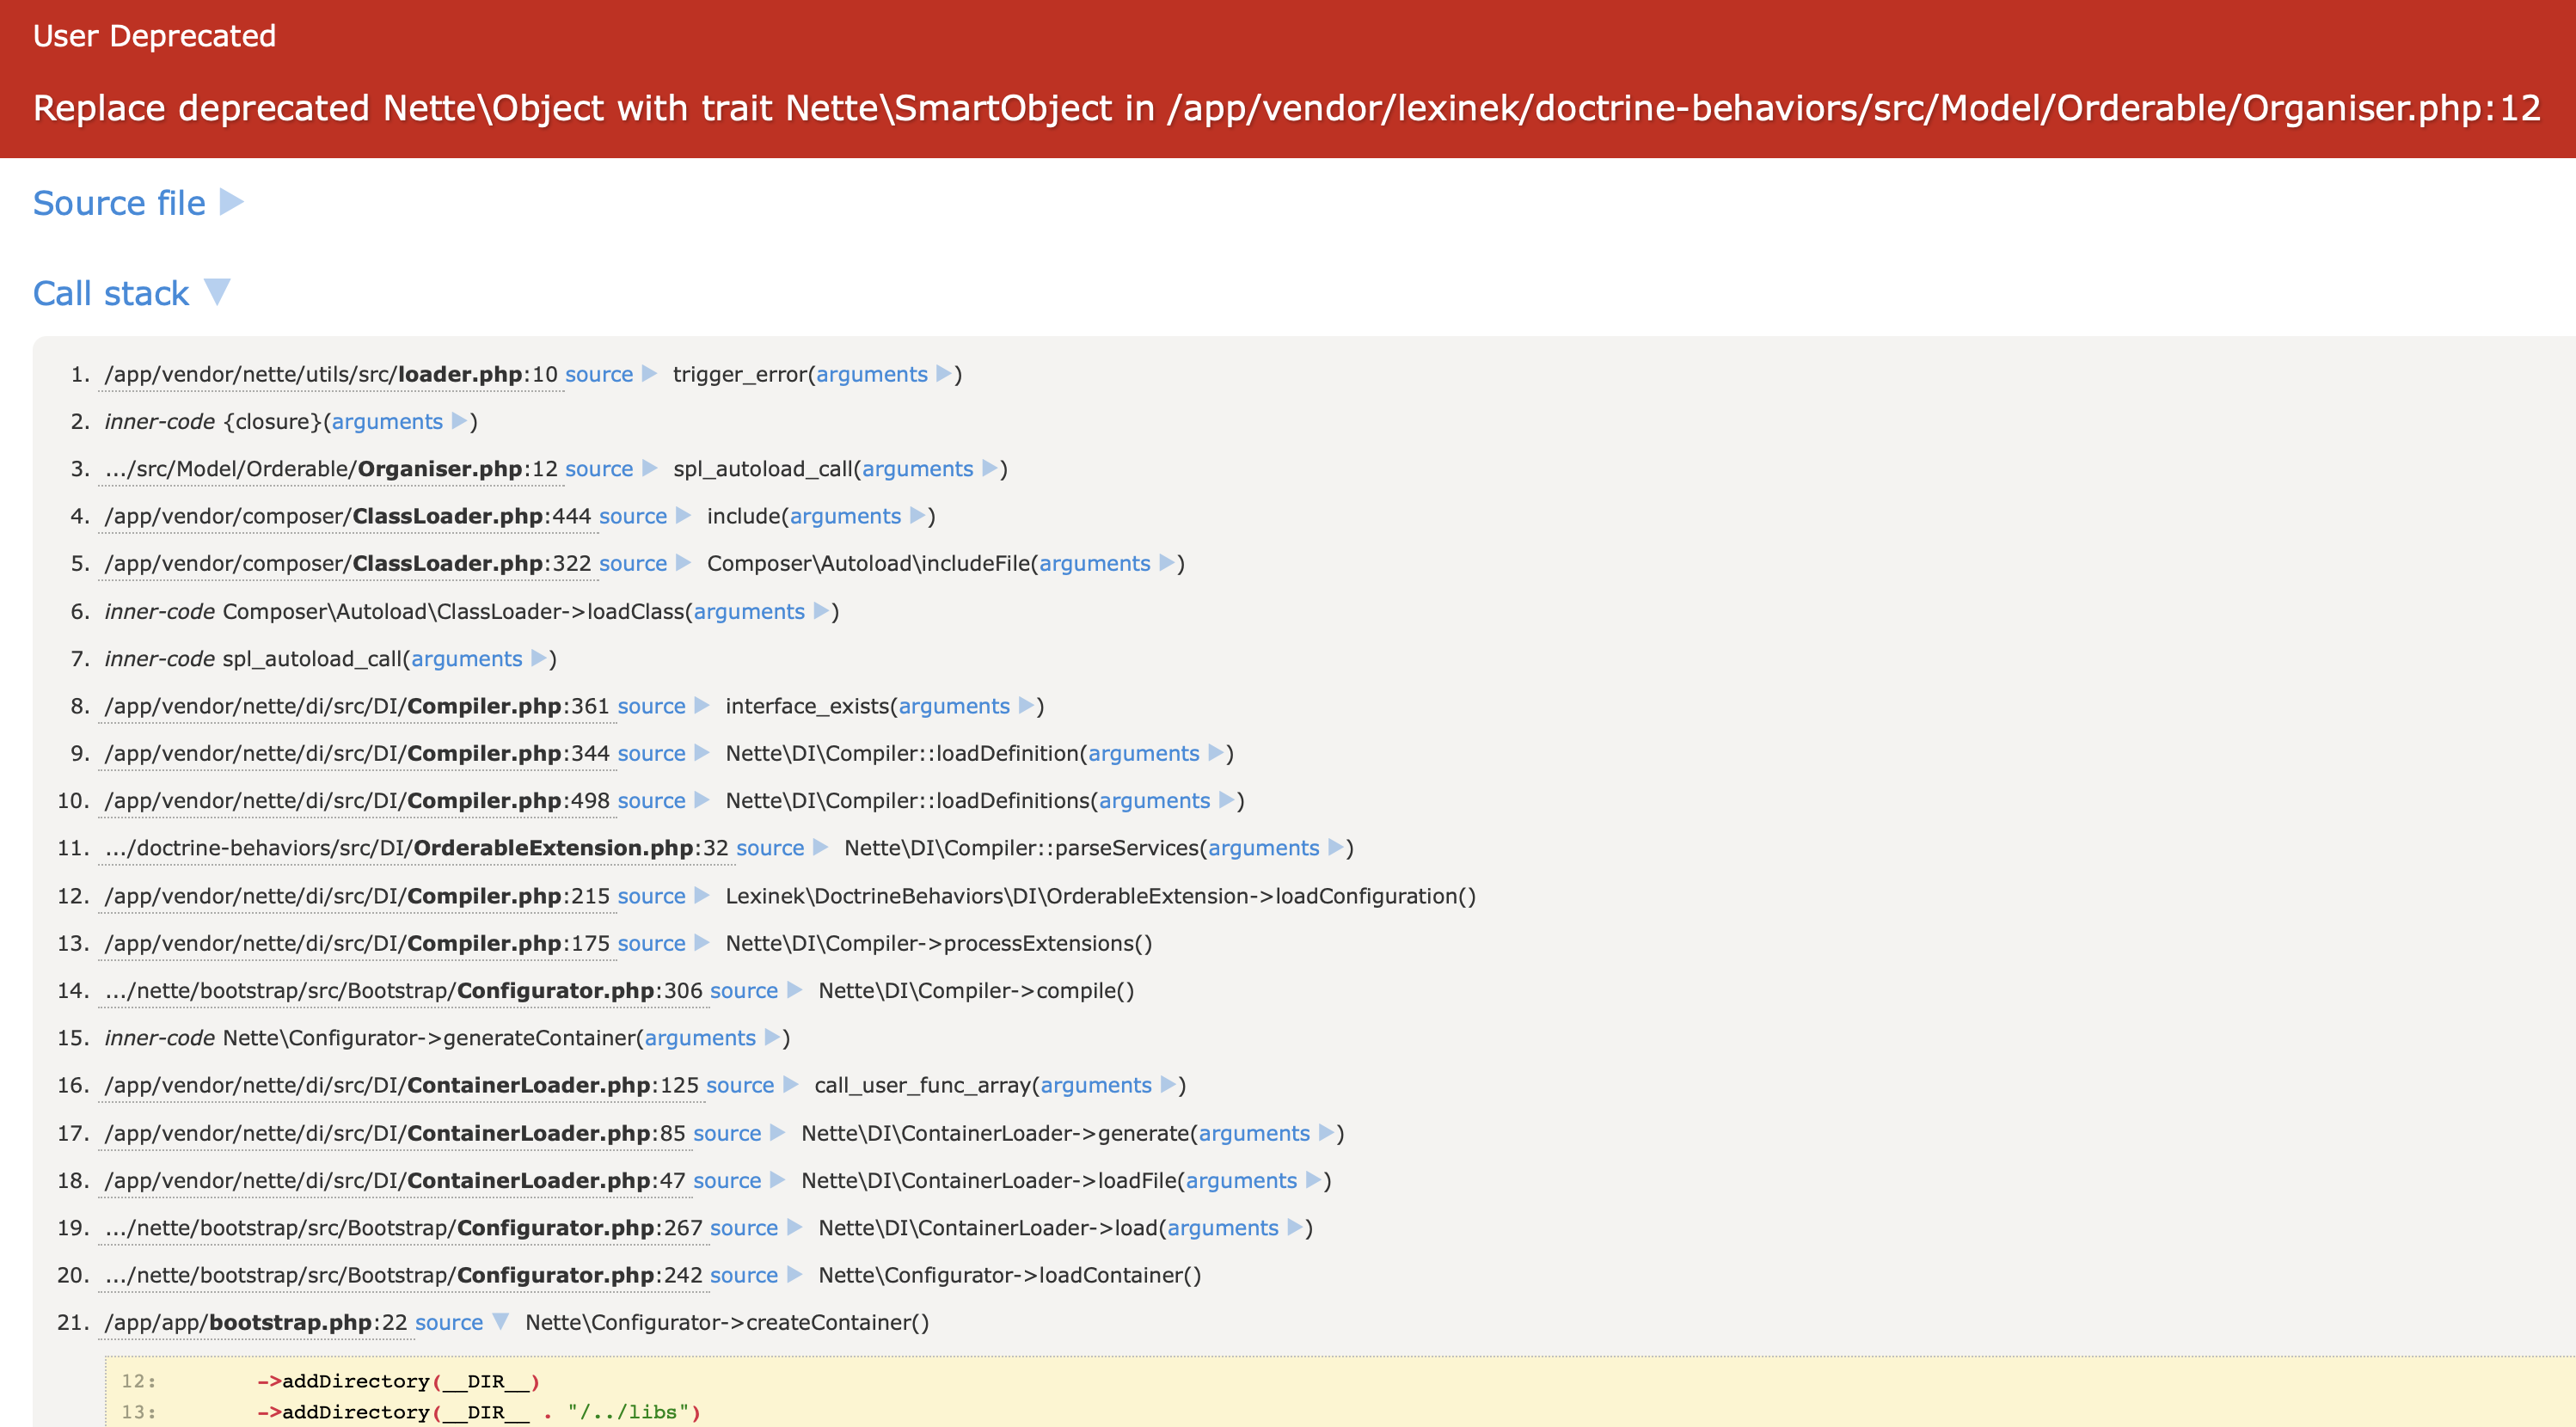 User Deprecated
Replace deprecated Nette\Object with trait Nette\SmartObject in /app/vendor/lexinek/doctrine-behaviors/src/Model/Orderable/Organiser.php:12
Source file ►
Call stack ▼
1. /app/vendor/nette/utils/src/loader.php:10 source ► trigger_error(arguments ►)
2. inner-code {closure}(arguments ►)
3. .../src/Model/Orderable/Organiser.php:12 source ► spl_autoload_call(arguments ►)
4. /app/vendor/composer/ClassLoader.php:444 source ► include(arguments ►)
5. /app/vendor/composer/ClassLoader.php:322 source ► Composer\Autoload\includeFile(arguments ►)
6. inner-code Composer\Autoload\ClassLoader->loadClass(arguments ►)
7. inner-code spl_autoload_call(arguments ►)
8. /app/vendor/nette/di/src/DI/Compiler.php:361 source ► interface_exists(arguments ►)
9. /app/vendor/nette/di/src/DI/Compiler.php:344 source ► Nette\DI\Compiler::loadDefinition(arguments ►)
10. /app/vendor/nette/di/src/DI/Compiler.php:498 source ► Nette\DI\Compiler::loadDefinitions(arguments ►)
11. .../doctrine-behaviors/src/DI/OrderableExtension.php:32 source ► Nette\DI\Compiler::parseServices(arguments ►)
12. /app/vendor/nette/di/src/DI/Compiler.php:215 source ► Lexinek\DoctrineBehaviors\DI\OrderableExtension->loadConfiguration()
13. /app/vendor/nette/di/src/DI/Compiler.php:175 source ► Nette\DI\Compiler->processExtensions()
14. .../nette/bootstrap/src/Bootstrap/Configurator.php:306 source ► Nette\DI\Compiler->compile()
15. inner-code Nette\Configurator->generateContainer(arguments ►)
16. /app/vendor/nette/di/src/DI/ContainerLoader.php:125 source ► call_user_func_array(arguments ►)
17. /app/vendor/nette/di/src/DI/ContainerLoader.php:85 source ► Nette\DI\ContainerLoader->generate(arguments ►)
18. /app/vendor/nette/di/src/DI/ContainerLoader.php:47 source ► Nette\DI\ContainerLoader->loadFile(arguments ►)
19. .../nette/bootstrap/src/Bootstrap/Configurator.php:267 source ► Nette\DI\ContainerLoader->load(arguments ►)
20. .../nette/bootstrap/src/Bootstrap/Configurator.php:242 source ► Nette\Configurator->loadContainer()
21. /app/app/bootstrap.php:22 source ▼ Nette\Configurator->createContainer()
12: ->addDirectory(__DIR__)
13: ->addDirectory(__DIR__ . "/../libs")